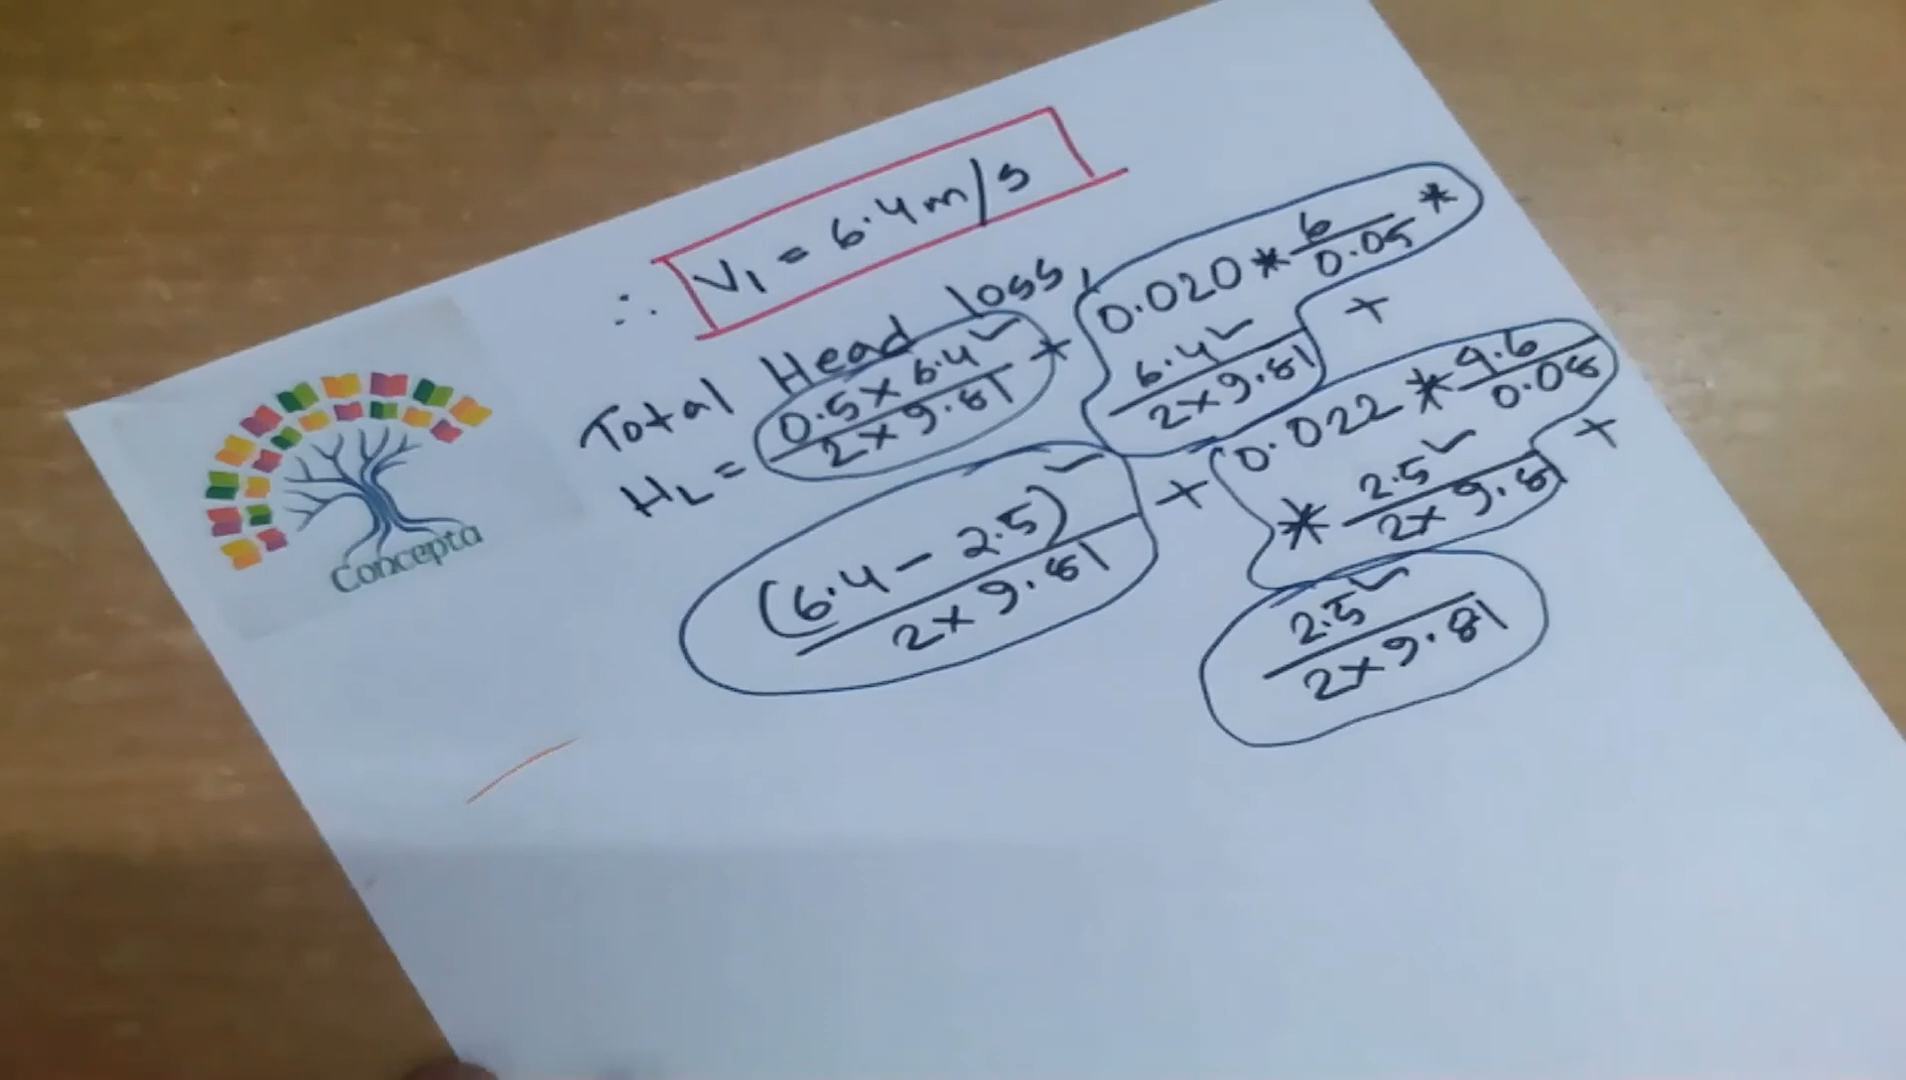 ∴ V1 = 6.4 m/s
Total Head loss,
HL = (0.5 x 6.4²)/(2 x 9.81) + 0.020 * 6/0.05 *
6.4²/(2 x 9.81) +
(6.4 - 2.5)²/(2 x 9.81) + 0.022 * 9.6/0.08
* 2.5²/(2 x 9.81) +
2.5²/(2 x 9.81)
Concepta